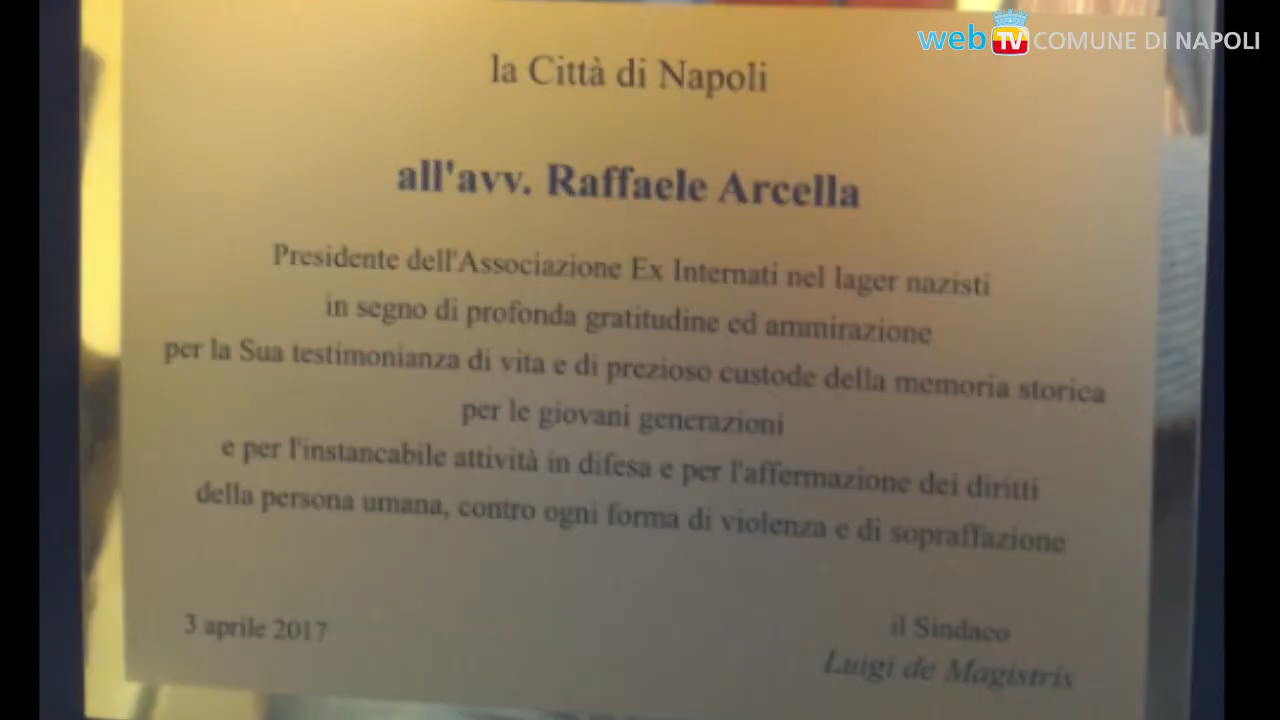 web TV COMUNE DI NAPOLI
la Città di Napoli
all'avv. Raffaele Arcella
Presidente dell'Associazione Ex Internati nel lager nazisti
in segno di profonda gratitudine ed ammirazione
per la Sua testimonianza di vita e di prezioso custode della memoria storica
per le giovani generazioni
e per l'instancabile attività in difesa e per l'affermazione dei diritti
della persona umana, contro ogni forma di violenza e di sopraffazione
3 aprile 2017
il Sindaco
Luigi de Magistris